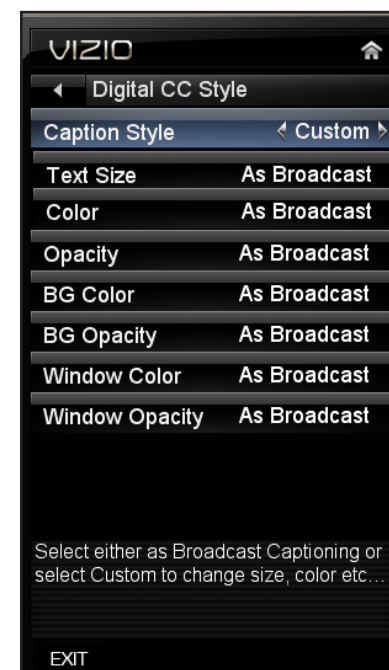 VIZIO
Digital CC Style
Caption Style Custom
Text Size As Broadcast
Color As Broadcast
Opacity As Broadcast
BG Color As Broadcast
BG Opacity As Broadcast
Window Color As Broadcast
Window Opacity As Broadcast
Select either as Broadcast Captioning or
select Custom to change size, color etc...
EXIT